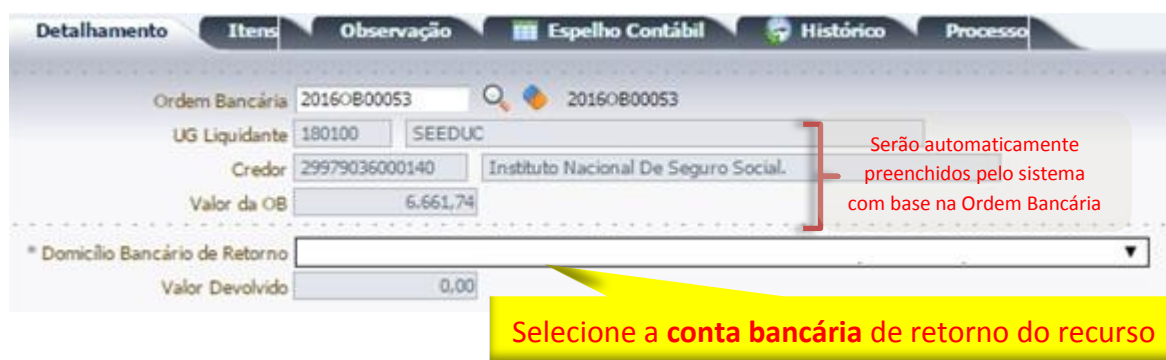 Detalhamento Itens Observação Espelho Contábil Histórico Processo
Ordem Bancária 2016OB00053 2016OB00053
UG Liquidante 180100 SEEDUC
Credor 29979036000140 Instituto Nacional De Seguro Social.
Valor da OB 6.661,74
Serão automaticamente
preenchidos pelo sistema
com base na Ordem Bancária
* Domicílio Bancário de Retorno
Valor Devolvido 0,00
Selecione a conta bancária de retorno do recurso